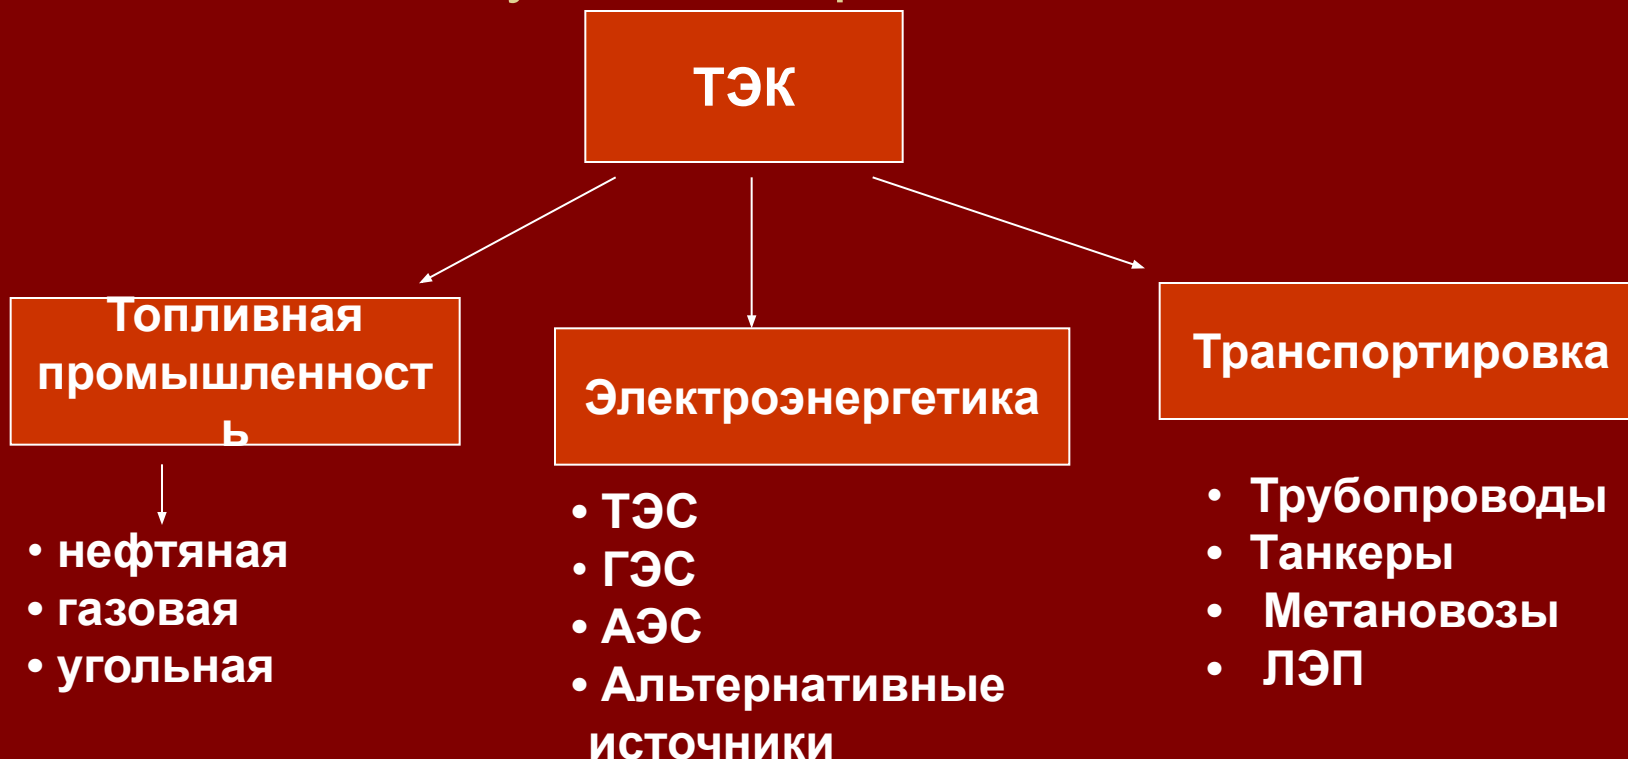 ТЭК
Топливная
промышленност
ь
• нефтяная
• газовая
• угольная
Электроэнергетика
• ТЭС
• ГЭС
• АЭС
• Альтернативные
источники
Транспортировка
• Трубопроводы
• Танкеры
• Метановозы
• ЛЭП